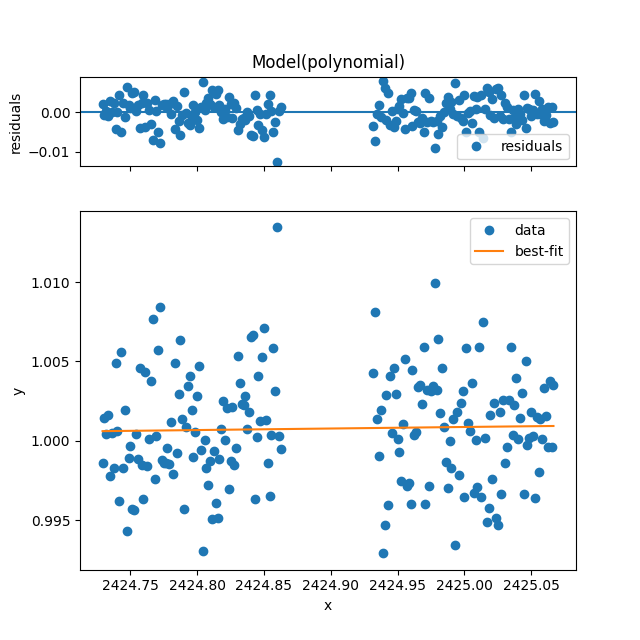 Model(polynomial)
residuals
0.00
−0.01
residuals
data
best-fit
y
1.010
1.005
1.000
0.995
2424.75 2424.80 2424.85 2424.90 2424.95 2425.00 2425.05
x